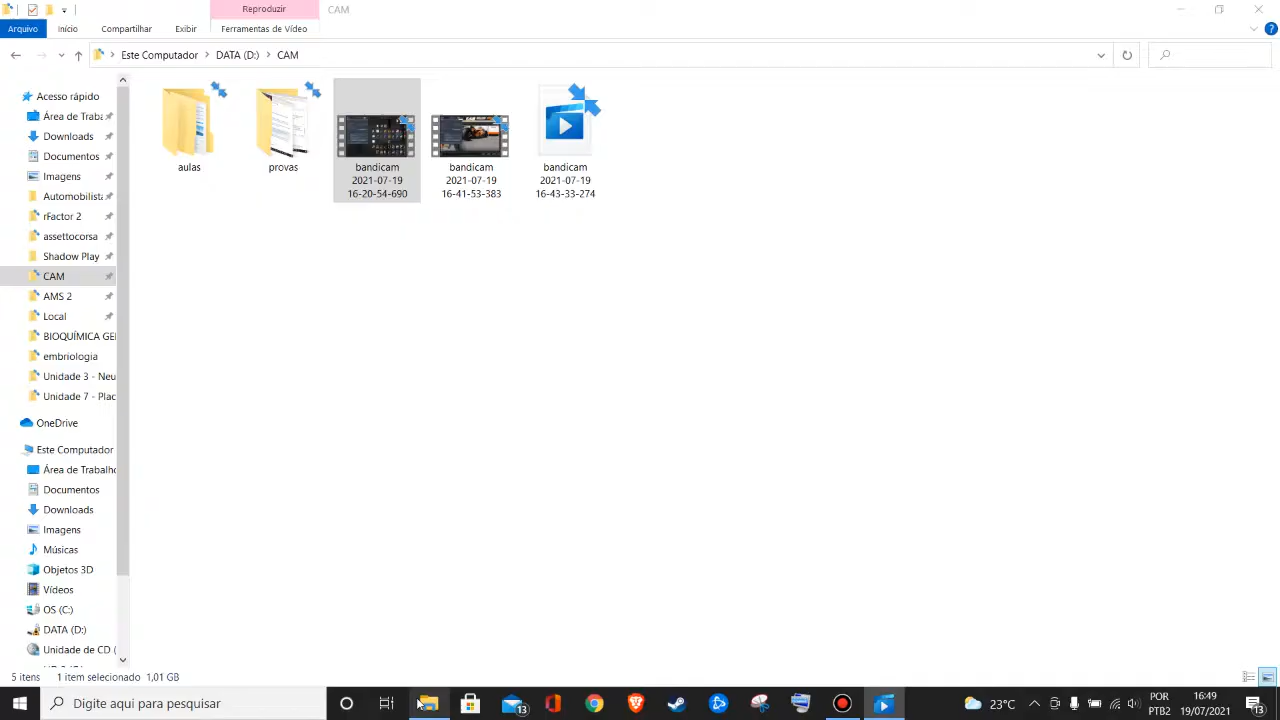 Reproduzir
CAM
Arquivo
Início
Compartilhar
Exibir
Ferramentas de Vídeo
Este Computador
DATA (D:)
CAM
Acesso rápido
Área de Traba
Downloads
Documentos
Imagens
Automobilista
rFactor 2
assettocorsa
Shadow Play
CAM
AMS 2
Local
BIOQUÍMICA GE
embriologia
Unidade 3 - Neu
Unidade 7 - Plac
OneDrive
Este Computador
Área de Trabalho
Documentos
Downloads
Imagens
Músicas
Objetos 3D
Vídeos
OS (C:)
DATA (D:)
Unidade de CD (
aulas
provas
bandicam
2021-07-19
16-20-54-690
bandicam
2021-07-19
16-41-53-383
bandicam
2021-07-19
16-43-33-274
5 itens
1 item selecionado 1,01 GB
Digite aqui para pesquisar
13
23°C
POR
PTB2
16:49
19/07/2021
13